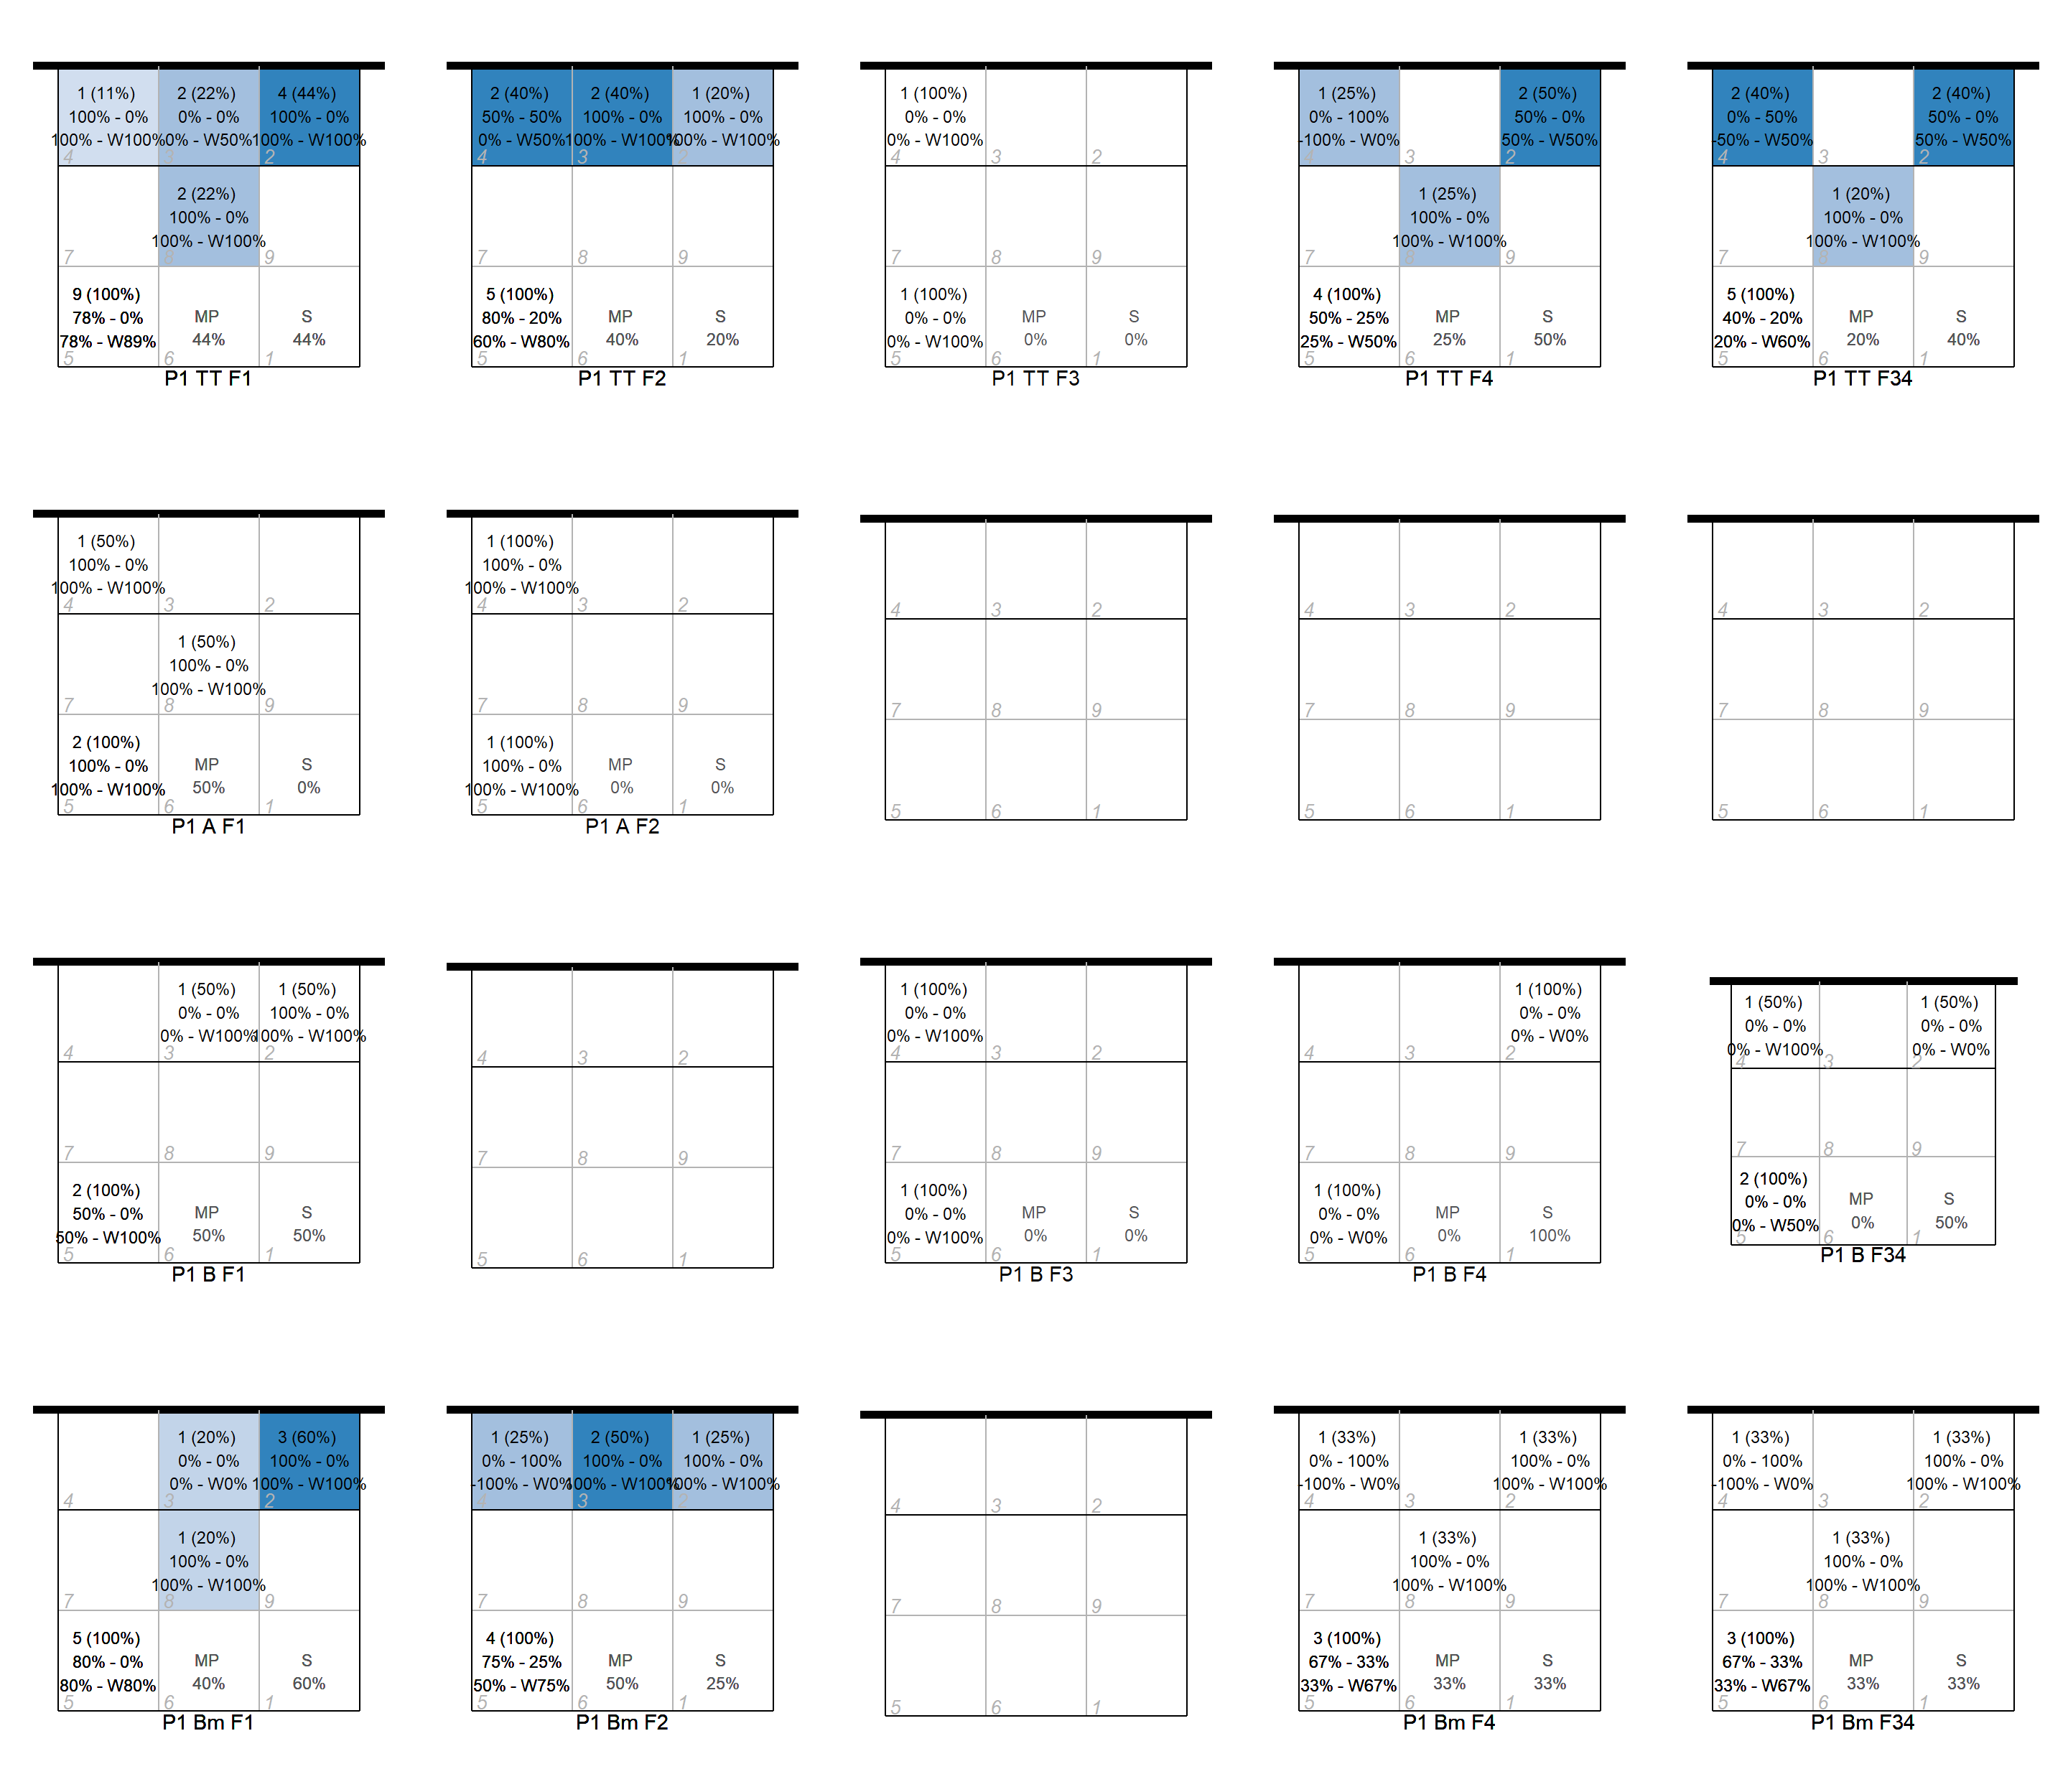 1 (11%)
100% - 0%
100% - W100%
4
2 (22%)
0% - 0%
0% - W50%
3
4 (44%)
100% - 0%
100% - W100%
2
7
2 (22%)
100% - 0%
100% - W100%
8
9
9 (100%)
78% - 0%
78% - W89%
5
MP
44%
6
S
44%
1
P1 TT F1
2 (40%)
50% - 50%
0% - W50%
4
2 (40%)
100% - 0%
100% - W100%
3
1 (20%)
100% - 0%
100% - W100%
2
7
8
9
5 (100%)
80% - 20%
60% - W80%
5
MP
40%
6
S
20%
1
P1 TT F2
1 (100%)
0% - 0%
0% - W100%
4
3
2
7
8
9
1 (100%)
0% - 0%
0% - W100%
5
MP
0%
6
S
0%
1
P1 TT F3
1 (25%)
0% - 100%
-100% - W0%
4
3
2 (50%)
50% - 0%
50% - W50%
2
7
1 (25%)
100% - 0%
100% - W100%
8
9
4 (100%)
50% - 25%
25% - W50%
5
MP
25%
6
S
50%
1
P1 TT F4
2 (40%)
0% - 50%
-50% - W50%
4
3
2 (40%)
50% - 0%
50% - W50%
2
7
1 (20%)
100% - 0%
100% - W100%
8
9
5 (100%)
40% - 20%
20% - W60%
5
MP
20%
6
S
40%
1
P1 TT F34
1 (50%)
100% - 0%
100% - W100%
4
3
2
7
1 (50%)
100% - 0%
100% - W100%
8
9
2 (100%)
100% - 0%
100% - W100%
5
MP
50%
6
S
0%
1
P1 A F1
1 (100%)
100% - 0%
100% - W100%
4
3
2
7
8
9
1 (100%)
100% - 0%
100% - W100%
5
MP
0%
6
S
0%
1
P1 A F2
4
3
2
7
8
9
5
6
1
4
3
2
7
8
9
5
6
1
4
3
2
7
8
9
5
6
1
4
1 (50%)
0% - 0%
0% - W100%
3
1 (50%)
100% - 0%
100% - W100%
2
7
8
9
2 (100%)
50% - 0%
50% - W100%
5
MP
50%
6
S
50%
1
P1 B F1
4
3
2
7
8
9
5
6
1
1 (100%)
0% - 0%
0% - W100%
4
3
2
7
8
9
1 (100%)
0% - 0%
0% - W100%
5
MP
0%
6
S
0%
1
P1 B F3
4
3
1 (100%)
0% - 0%
0% - W0%
2
7
8
9
1 (100%)
0% - 0%
0% - W0%
5
MP
0%
6
S
100%
1
P1 B F4
1 (50%)
0% - 0%
0% - W100%
4
3
1 (50%)
0% - 0%
0% - W0%
2
7
8
9
2 (100%)
0% - 0%
0% - W50%
5
MP
0%
6
S
50%
1
P1 B F34
4
1 (20%)
0% - 0%
0% - W0%
3
3 (60%)
100% - 0%
100% - W100%
2
7
1 (20%)
100% - 0%
100% - W100%
8
9
5 (100%)
80% - 0%
80% - W80%
5
MP
40%
6
S
60%
1
P1 Bm F1
1 (25%)
0% - 100%
-100% - W0%
4
2 (50%)
100% - 0%
100% - W100%
3
1 (25%)
100% - 0%
100% - W100%
2
7
8
9
4 (100%)
75% - 25%
50% - W75%
5
MP
50%
6
S
25%
1
P1 Bm F2
4
3
2
7
8
9
5
6
1
1 (33%)
0% - 100%
-100% - W0%
4
3
1 (33%)
100% - 0%
100% - W100%
2
7
1 (33%)
100% - 0%
100% - W100%
8
9
3 (100%)
67% - 33%
33% - W67%
5
MP
33%
6
S
33%
1
P1 Bm F4
1 (33%)
0% - 100%
-100% - W0%
4
3
1 (33%)
100% - 0%
100% - W100%
2
7
1 (33%)
100% - 0%
100% - W100%
8
9
3 (100%)
67% - 33%
33% - W67%
5
MP
33%
6
S
33%
1
P1 Bm F34